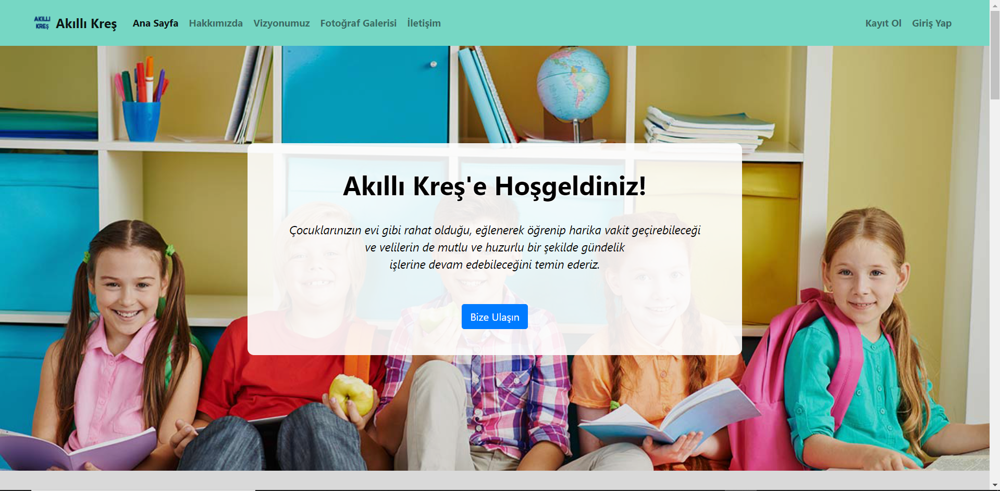 AKILLI
KREŞ
Akıllı Kreş
Ana Sayfa
Hakkımızda
Vizyonumuz
Fotoğraf Galerisi
İletişim
Kayıt Ol
Giriş Yap
Akıllı Kreş'e Hoşgeldiniz!
Çocuklarınızın evi gibi rahat olduğu, eğlenerek öğrenip harika vakit geçirebileceği
ve velilerin de mutlu ve huzurlu bir şekilde gündelik
işlerine devam edebileceğini temin ederiz.
Bize Ulaşın